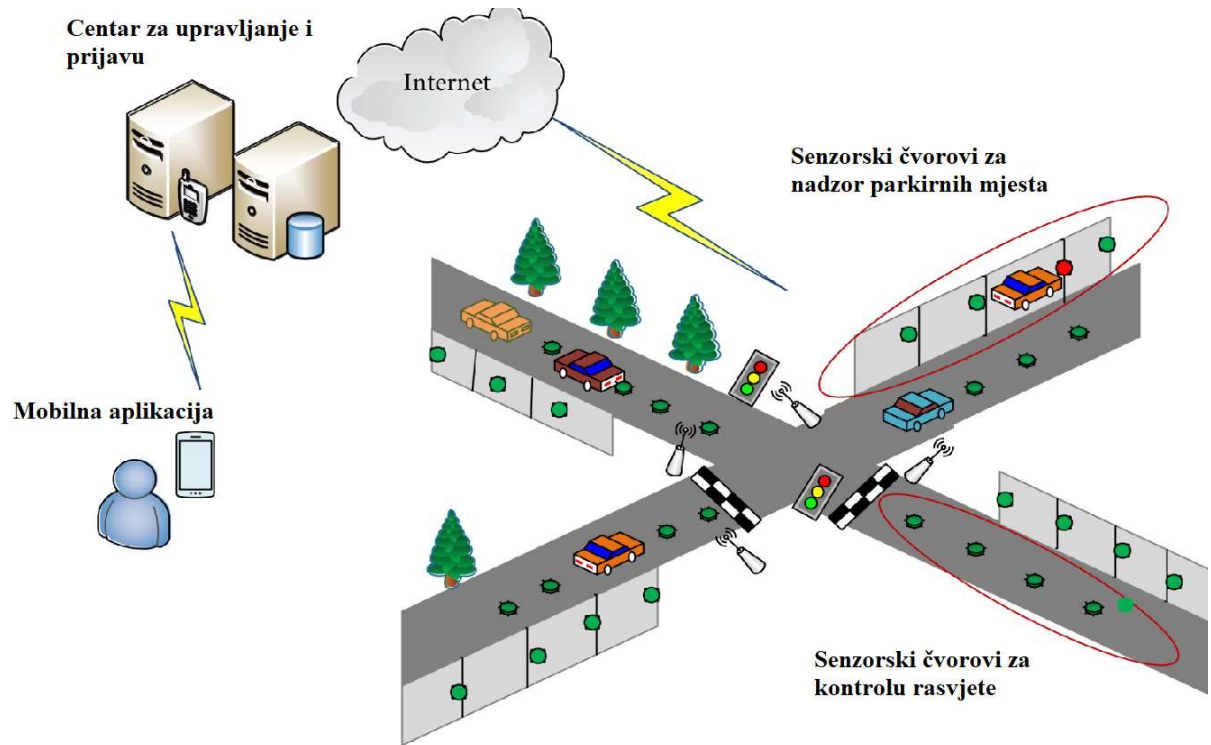 Centar za upravljanje i
prijavu
Internet
Senzorski čvorovi za
nadzor parkirnih mjesta
Mobilna aplikacija
Senzorski čvorovi za
kontrolu rasvjete